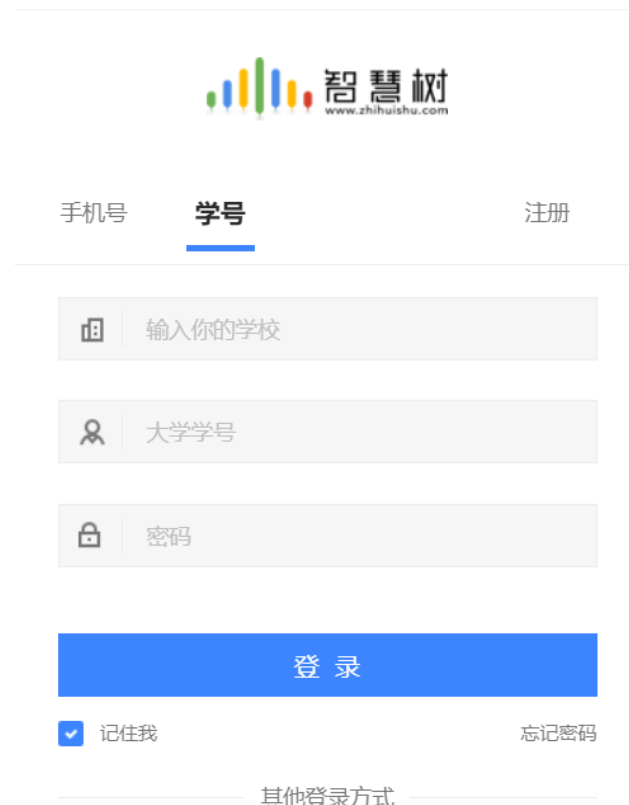 智慧树
www.zhihuishu.com
手机号 学号 注册
输入你的学校
大学学号
密码
登 录
记住我 忘记密码
其他登录方式